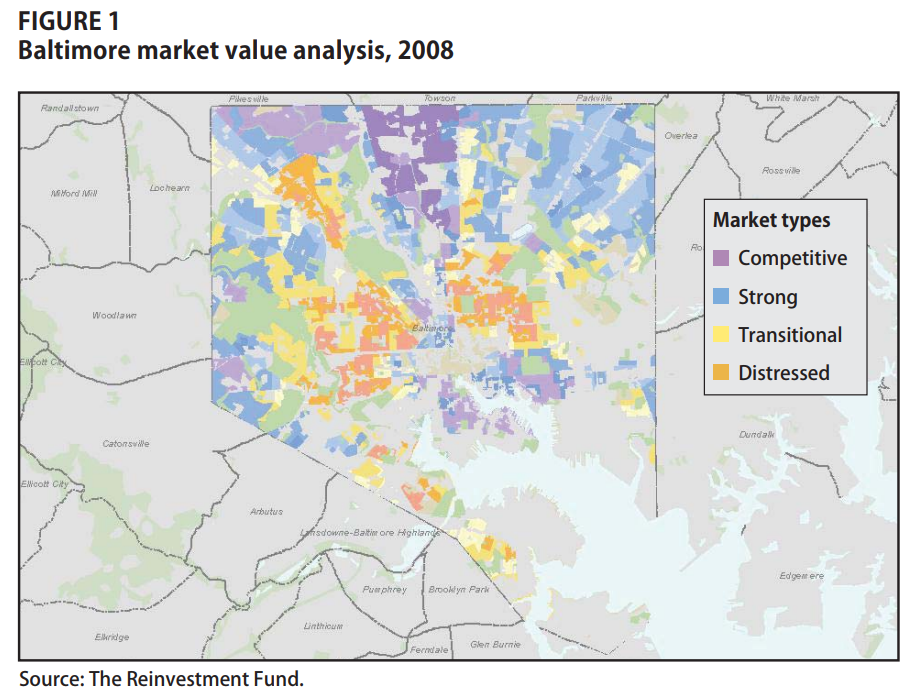 FIGURE 1
Baltimore market value analysis, 2008
Randallstown
Pikesville
Towson
Parkville
White Marsh
Overlea
Rossville
Milford Mill
Lochearn
Market types
Competitive
Strong
Transitional
Distressed
Ro
Woodlawn
Baltimore
Ellicott City
Dundalk
Catonsville
Ellicott City
Arbutus
Lansdowne-Baltimore Highlands
Edgemere
Pumphrey
Brooklyn Park
Linthicum
Elkridge
Ferndale
Glen Burnie
Source: The Reinvestment Fund.